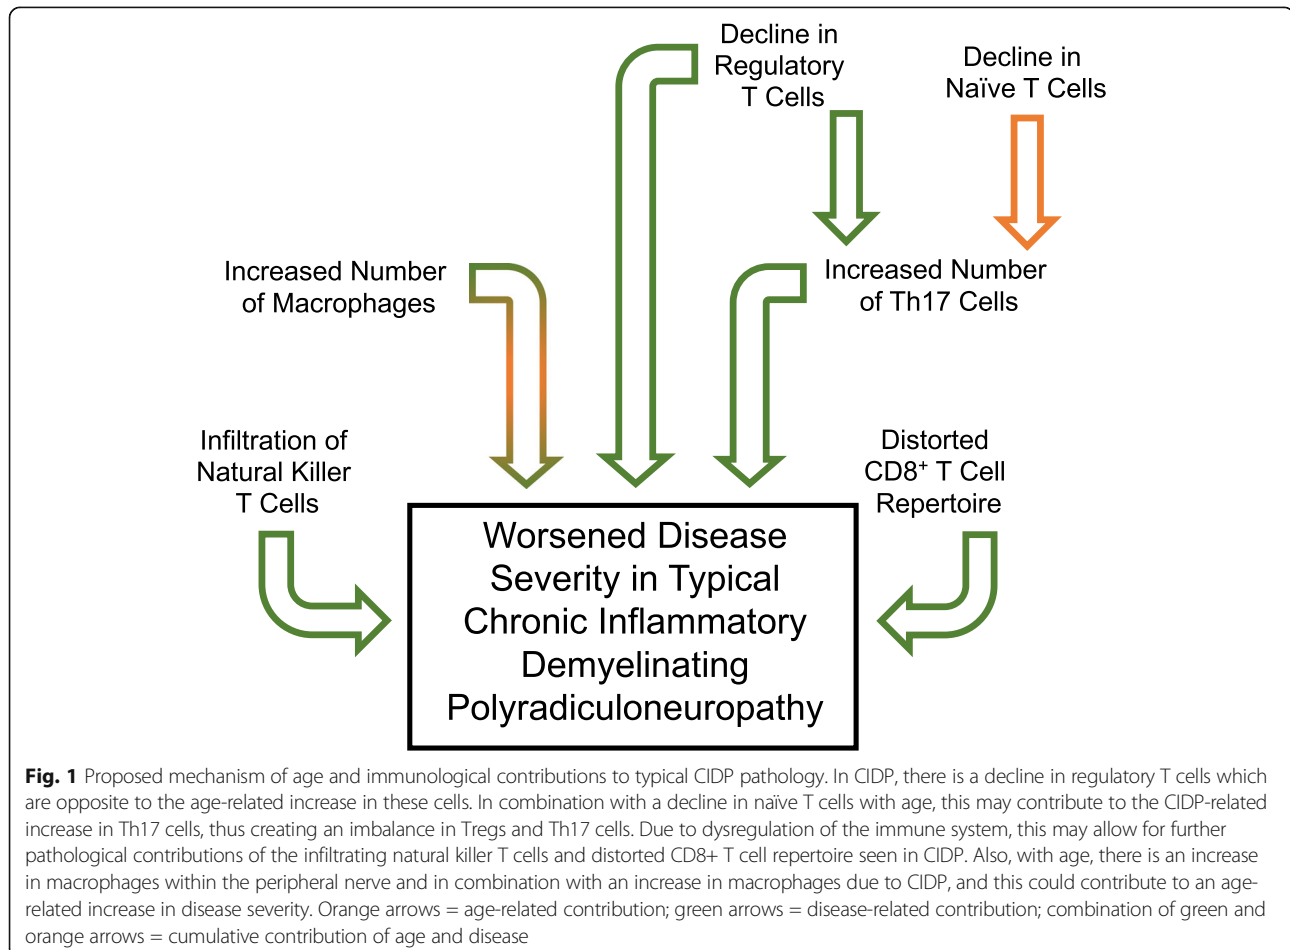 Decline in
Regulatory
T Cells
Decline in
Naïve T Cells
Increased Number
of Macrophages
Increased Number
of Th17 Cells
Infiltration of
Natural Killer
T Cells
Distorted
CD8⁺ T Cell
Repertoire
Worsened Disease
Severity in Typical
Chronic Inflammatory
Demyelinating
Polyradiculoneuropathy
Fig. 1 Proposed mechanism of age and immunological contributions to typical CIDP pathology. In CIDP, there is a decline in regulatory T cells which
are opposite to the age-related increase in these cells. In combination with a decline in naïve T cells with age, this may contribute to the CIDP-related
increase in Th17 cells, thus creating an imbalance in Tregs and Th17 cells. Due to dysregulation of the immune system, this may allow for further
pathological contributions of the infiltrating natural killer T cells and distorted CD8+ T cell repertoire seen in CIDP. Also, with age, there is an increase
in macrophages within the peripheral nerve and in combination with an increase in macrophages due to CIDP, and this could contribute to an age-
related increase in disease severity. Orange arrows = age-related contribution; green arrows = disease-related contribution; combination of green and
orange arrows = cumulative contribution of age and disease